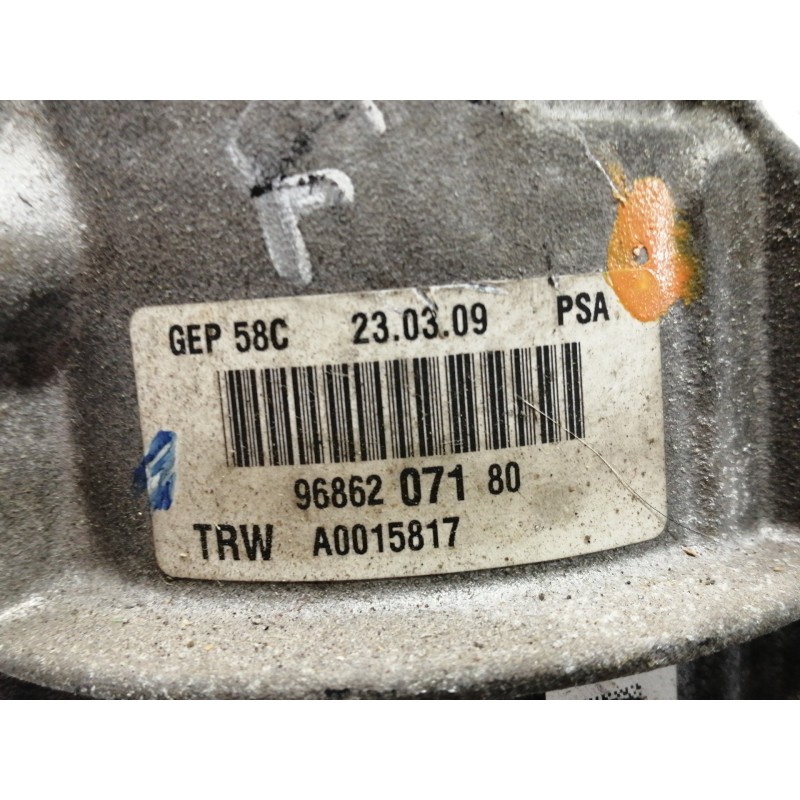 GEP 58C 23.03.09 PSA
96862 071 80
TRW A0015817